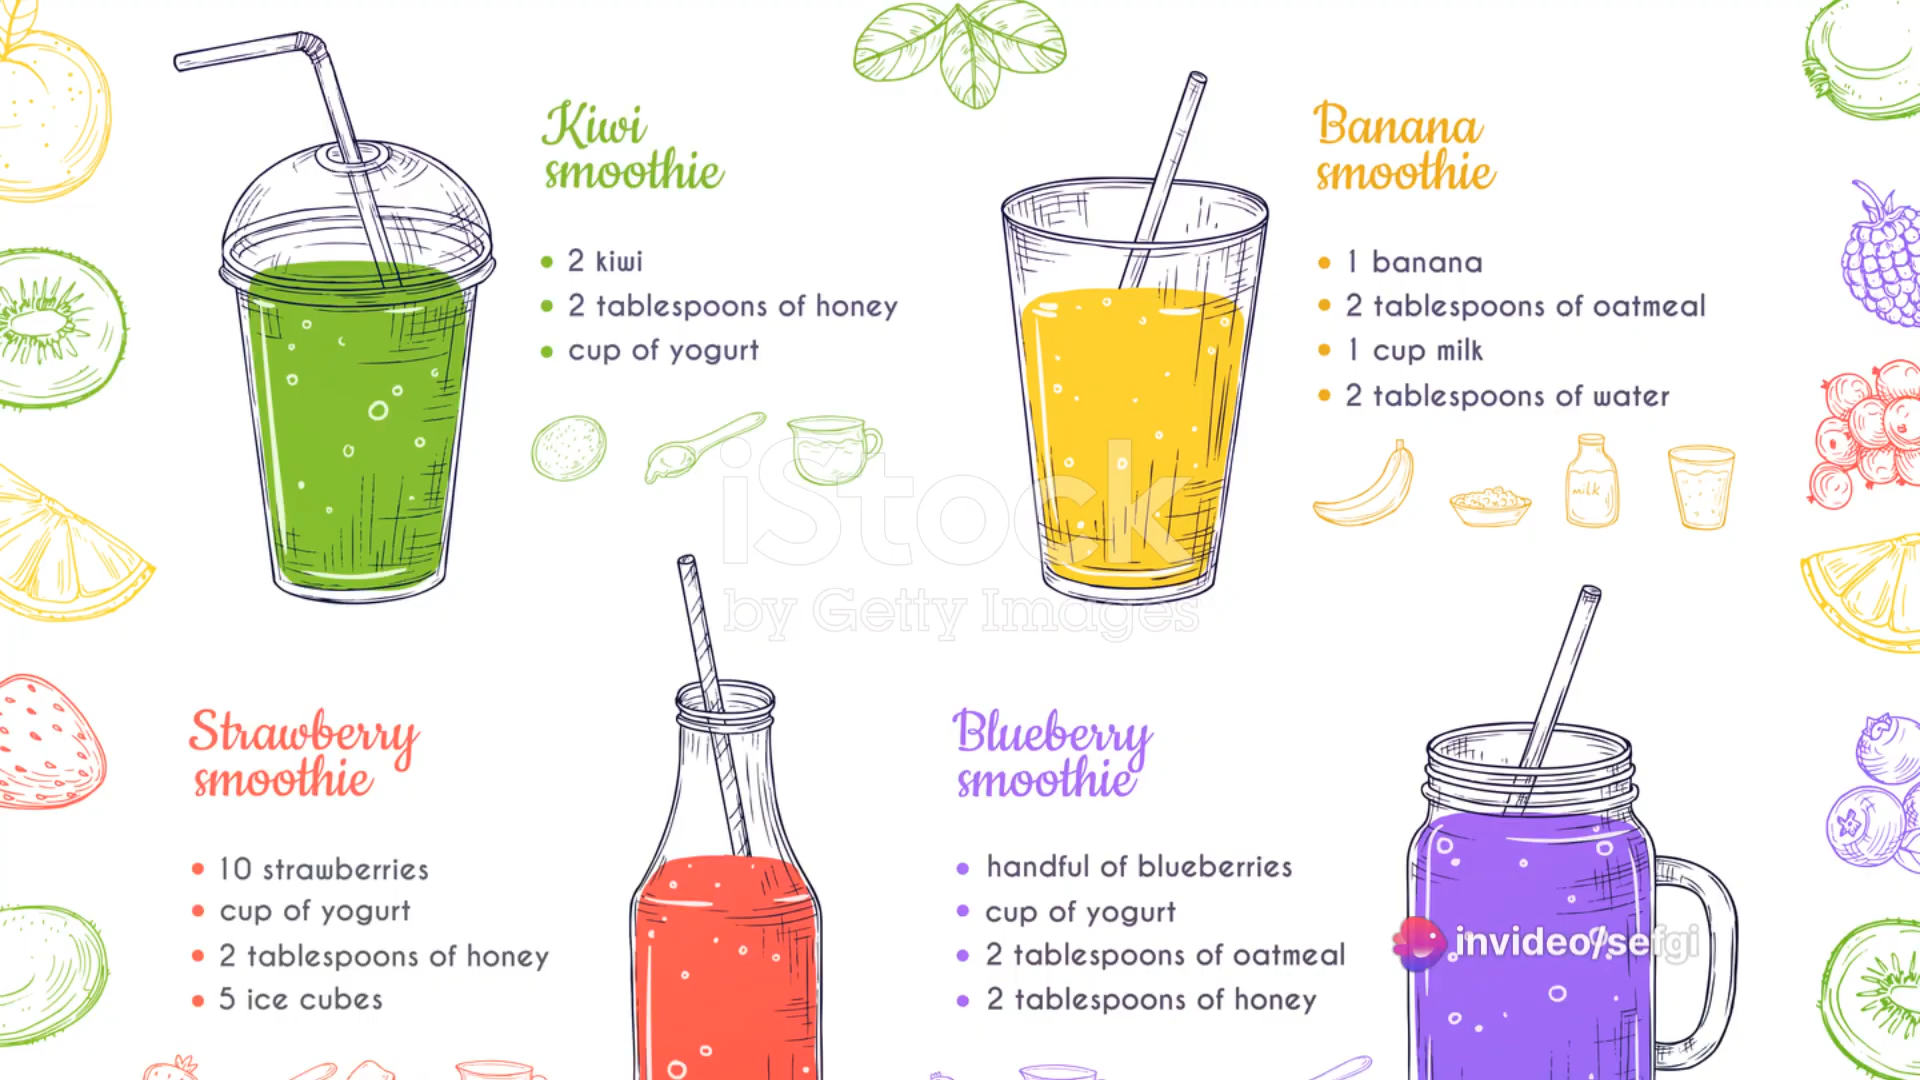 Kiwi
smoothie
• 2 kiwi
• 2 tablespoons of honey
• cup of yogurt
Banana
smoothie
• 1 banana
• 2 tablespoons of oatmeal
• 1 cup milk
• 2 tablespoons of water
milk
iStock
by Getty Images
Strawberry
smoothie
• 10 strawberries
• cup of yogurt
• 2 tablespoons of honey
• 5 ice cubes
Blueberry
smoothie
• handful of blueberries
• cup of yogurt
• 2 tablespoons of oatmeal
• 2 tablespoons of honey
invideo/sefgi